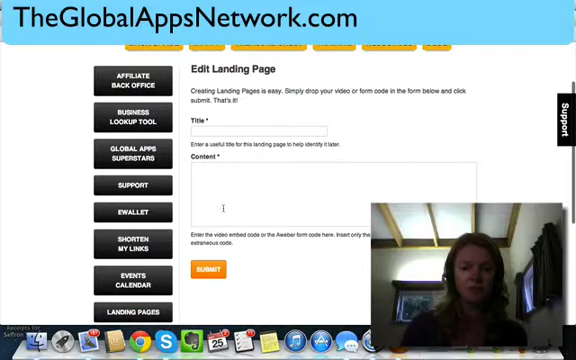 TheGlobalAppsNetwork.com
AFFILIATE
BACK OFFICE
BUSINESS
LOOKUP TOOL
GLOBAL APPS
SUPERSTARS
SUPPORT
EWALLET
SHORTEN
MY LINKS
EVENTS
CALENDAR
LANDING PAGES
Edit Landing Page
Creating Landing Pages is easy. Simply drop your video or form code in the form below and click
submit. That's it!
Title *
Enter a useful title for this landing page to help identify it later.
Content *
Enter the video embed code or the Aweber form code here. Insert only the
extraneous code.
SUBMIT
Support
Receipts for
Saffron
25